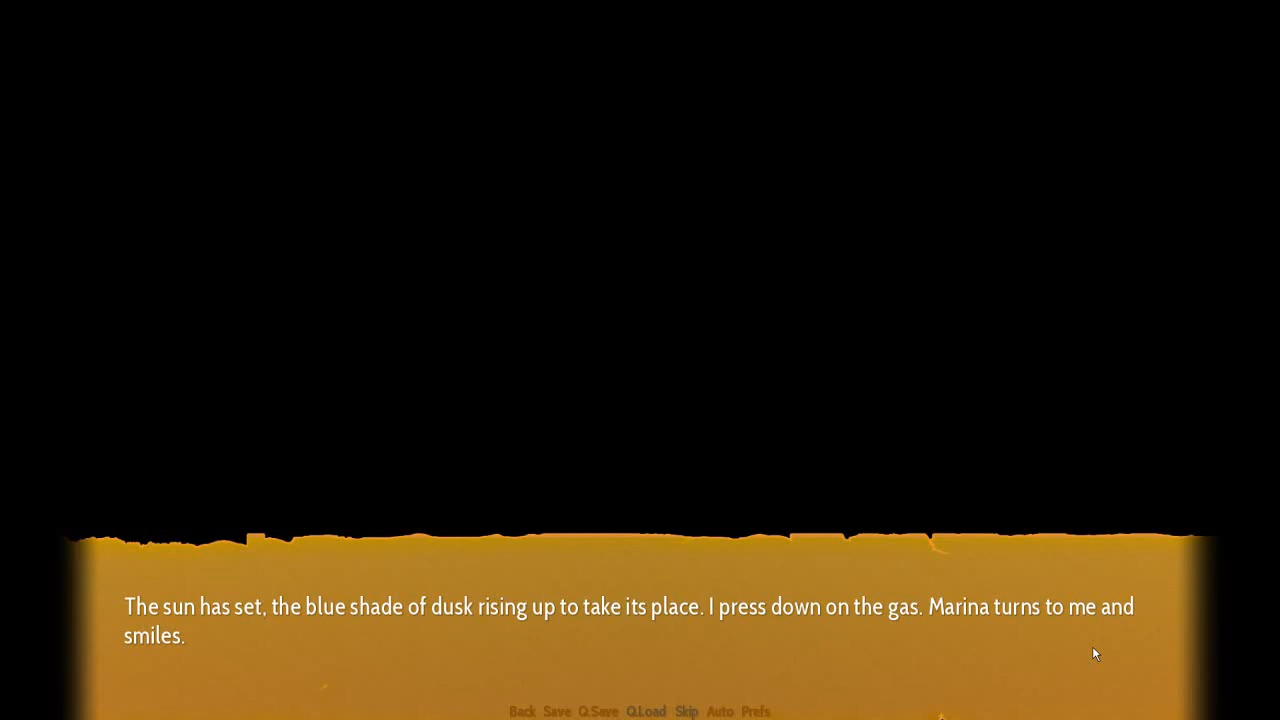 The sun has set, the blue shade of dusk rising up to take its place. I press down on the gas. Marina turns to me and
smiles.
Back Save Q.Save Q.Load Skip Auto Prefs